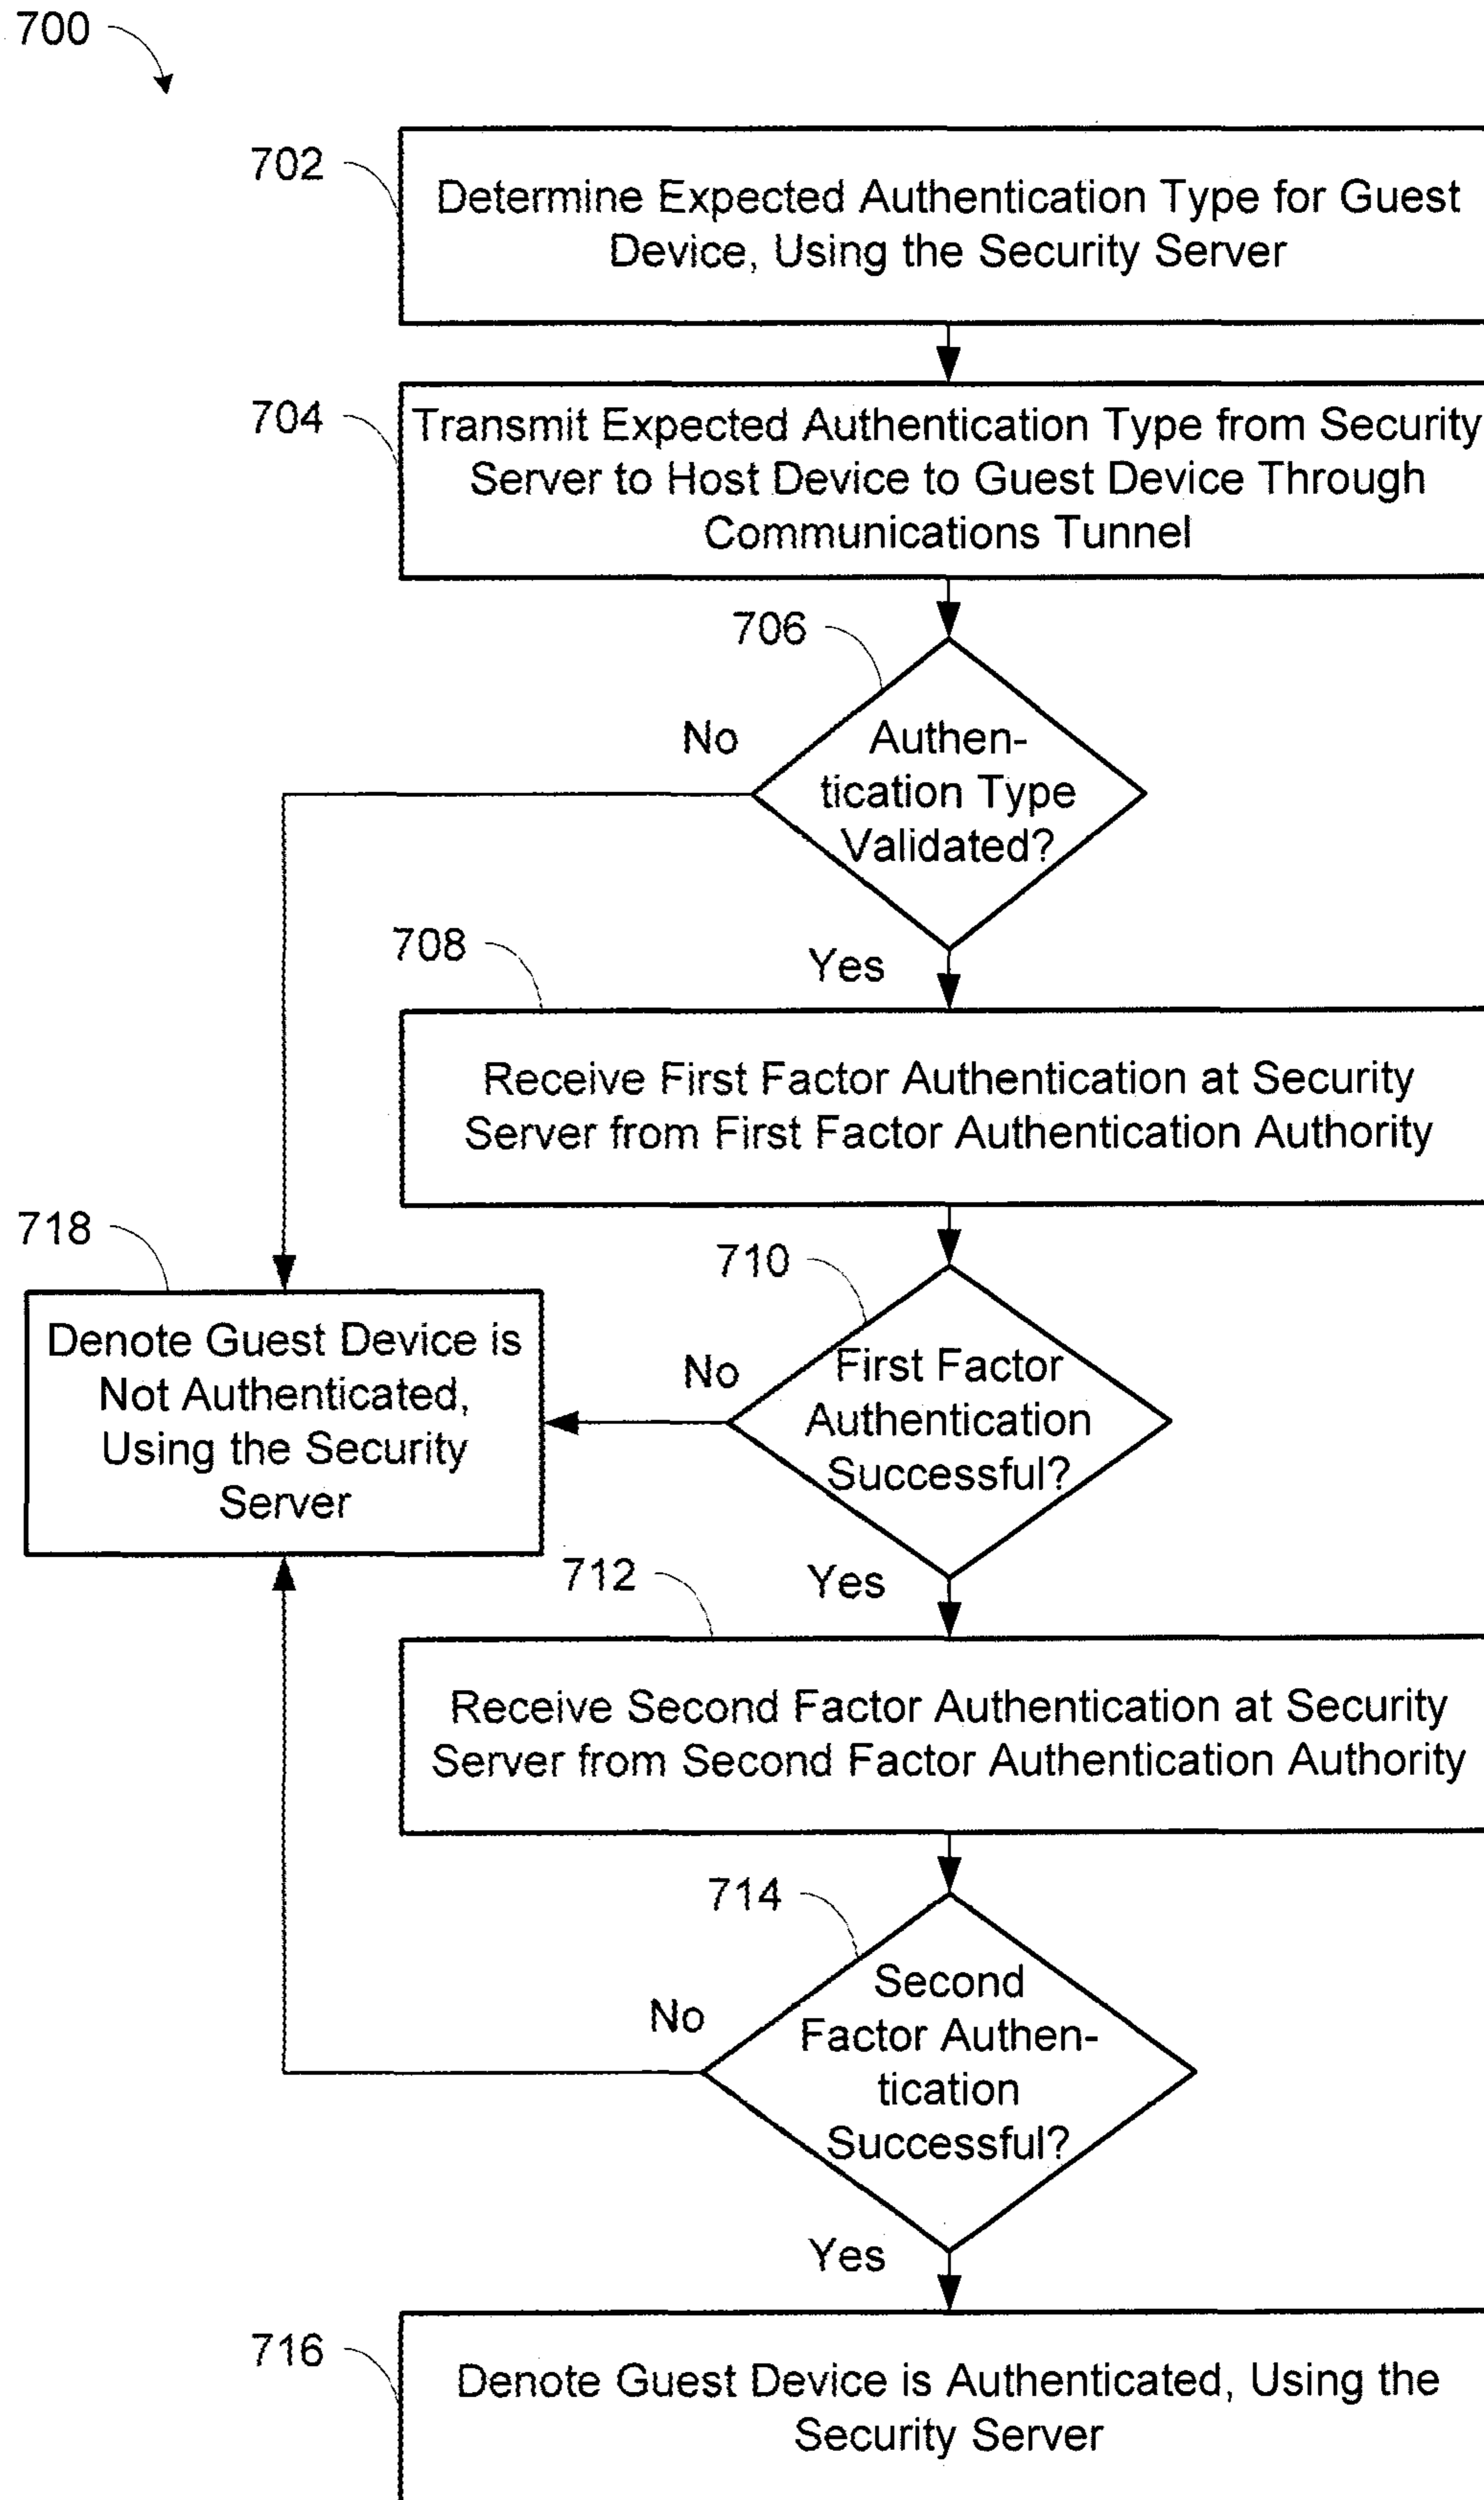 700
702
Determine Expected Authentication Type for Guest
Device, Using the Security Server
704
Transmit Expected Authentication Type from Security
Server to Host Device to Guest Device Through
Communications Tunnel
706
No
Authen-
tication Type
Validated?
708
Yes
Receive First Factor Authentication at Security
Server from First Factor Authentication Authority
718
710
Denote Guest Device is
Not Authenticated,
Using the Security
Server
No
First Factor
Authentication
Successful?
712
Yes
Receive Second Factor Authentication at Security
Server from Second Factor Authentication Authority
714
No
Second
Factor Authen-
tication
Successful?
Yes
716
Denote Guest Device is Authenticated, Using the
Security Server